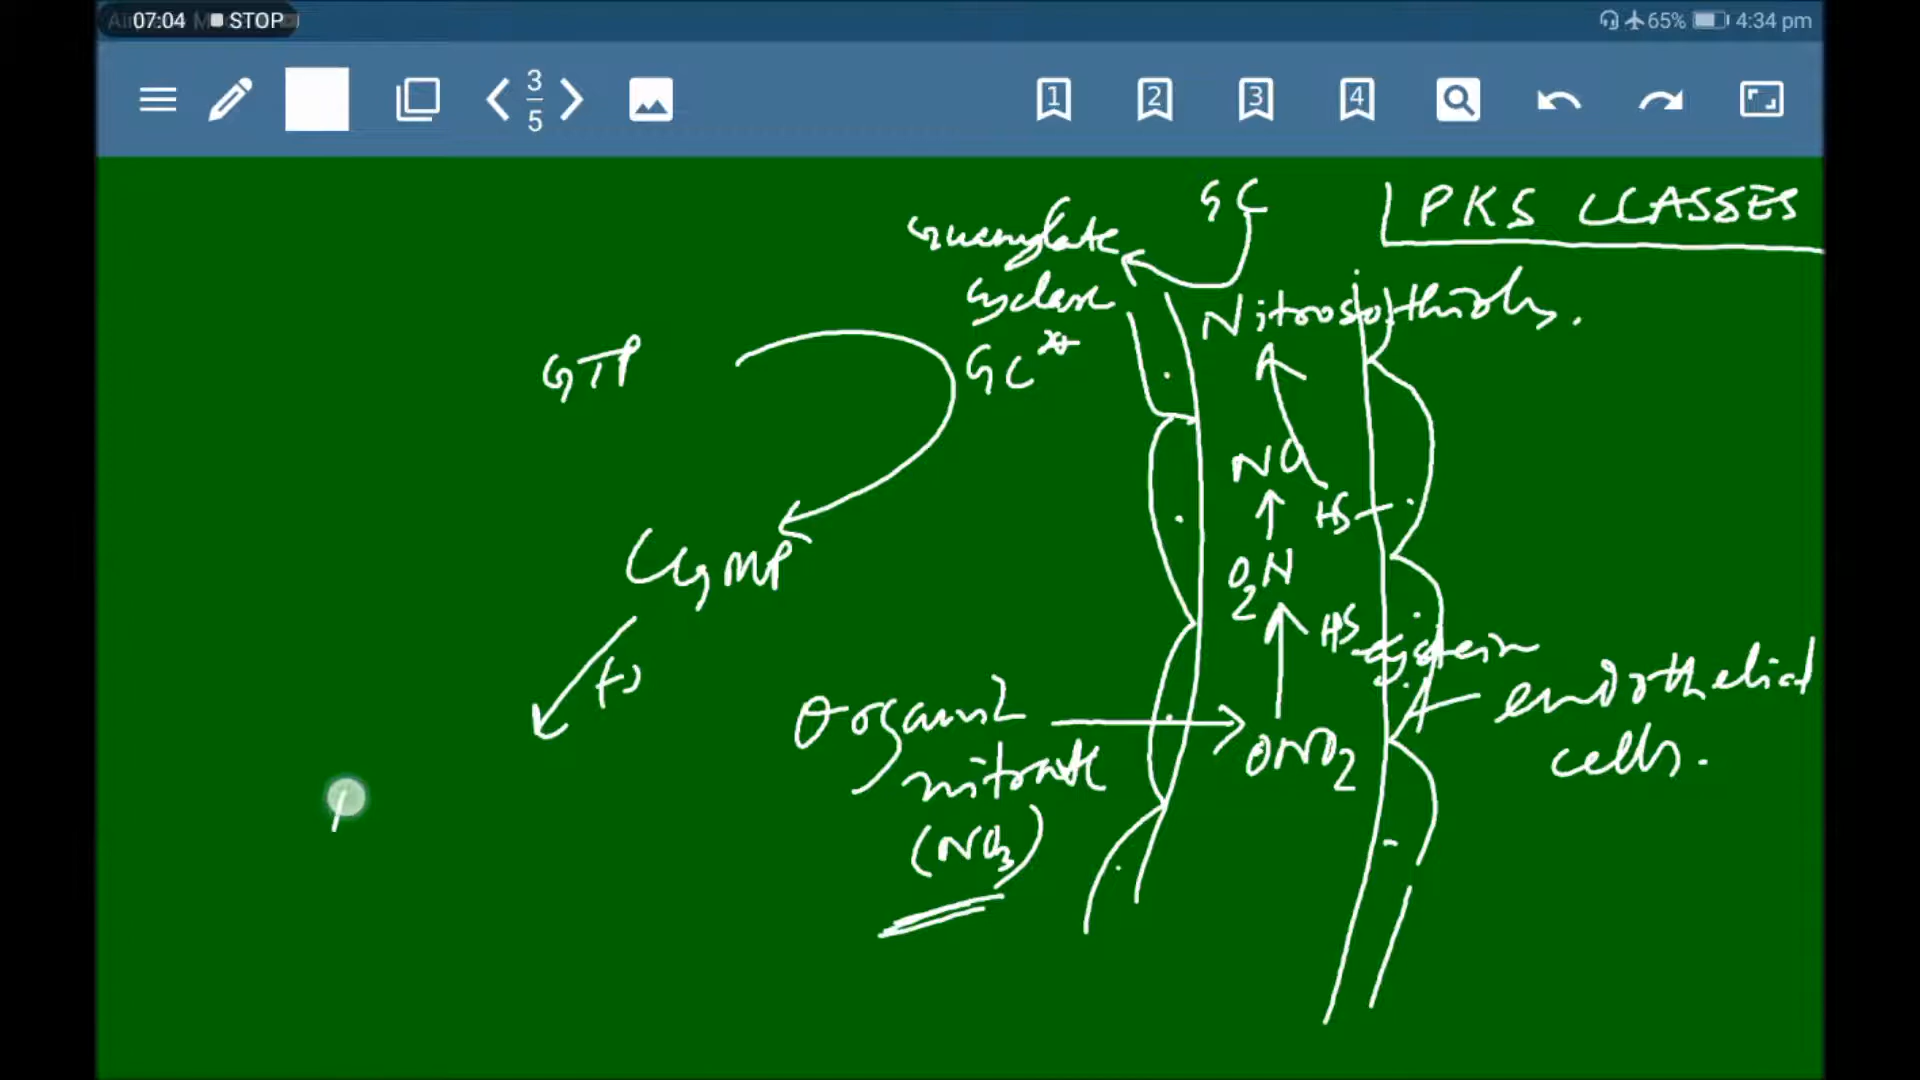 07:04 STOP
65% 4:34 pm
3
5
1 2 3 4
PKS CLASSES
GC
Guanylate
cyclase
GC*
Nitrosothiols.
GTP
NO
HS
O2N
CGMP
HS
cystein
(+)
endothelial
cells.
Organic
nitrate
(NO3)
ONO2